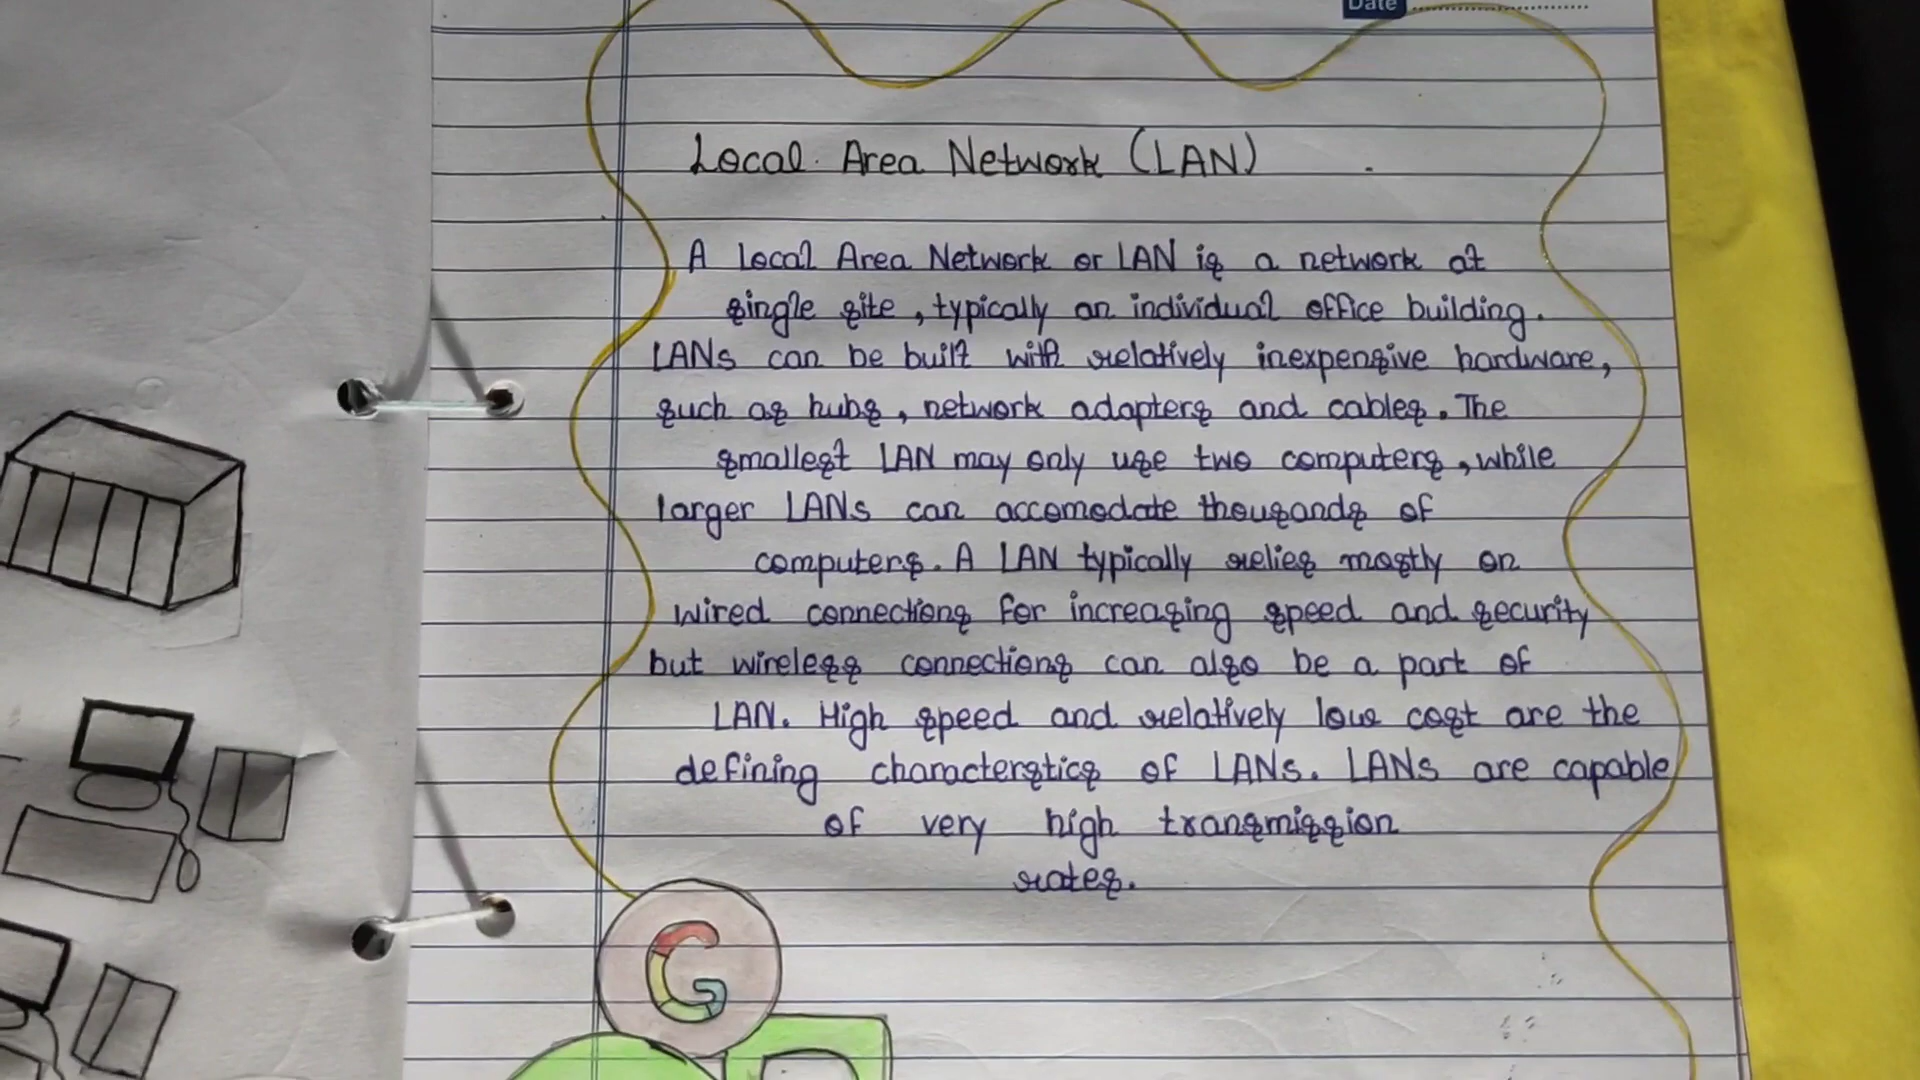 Date
Local Area Network (LAN)
A Local Area Network or LAN is a network at
single site, typically an individual office building.
LANs can be built with relatively inexpensive hardware,
such as hubs, network adapters and cables. The
smallest LAN may only use two computers, while
larger LANs can accomodate thousands of
computers. A LAN typically relies mostly on
wired connections for increasing speed and security
but wireless connections can also be a part of
LAN. High speed and relatively low cost are the
defining characterstics of LANs. LANs are capable
of very high transmission
rates.
G